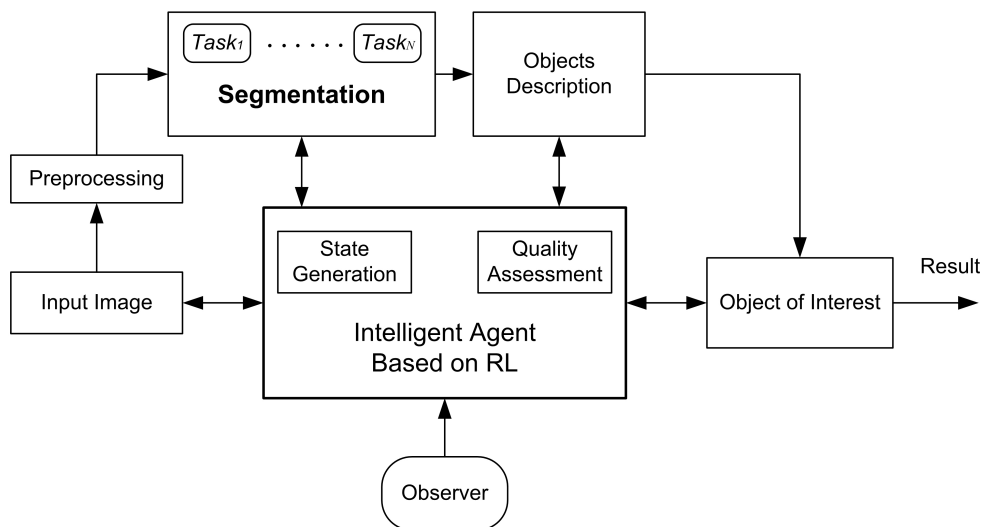 Task1 . . . . . . TaskN
Segmentation
Objects
Description
Preprocessing
State
Generation
Quality
Assessment
Intelligent Agent
Based on RL
Input Image
Object of Interest
Result
Observer